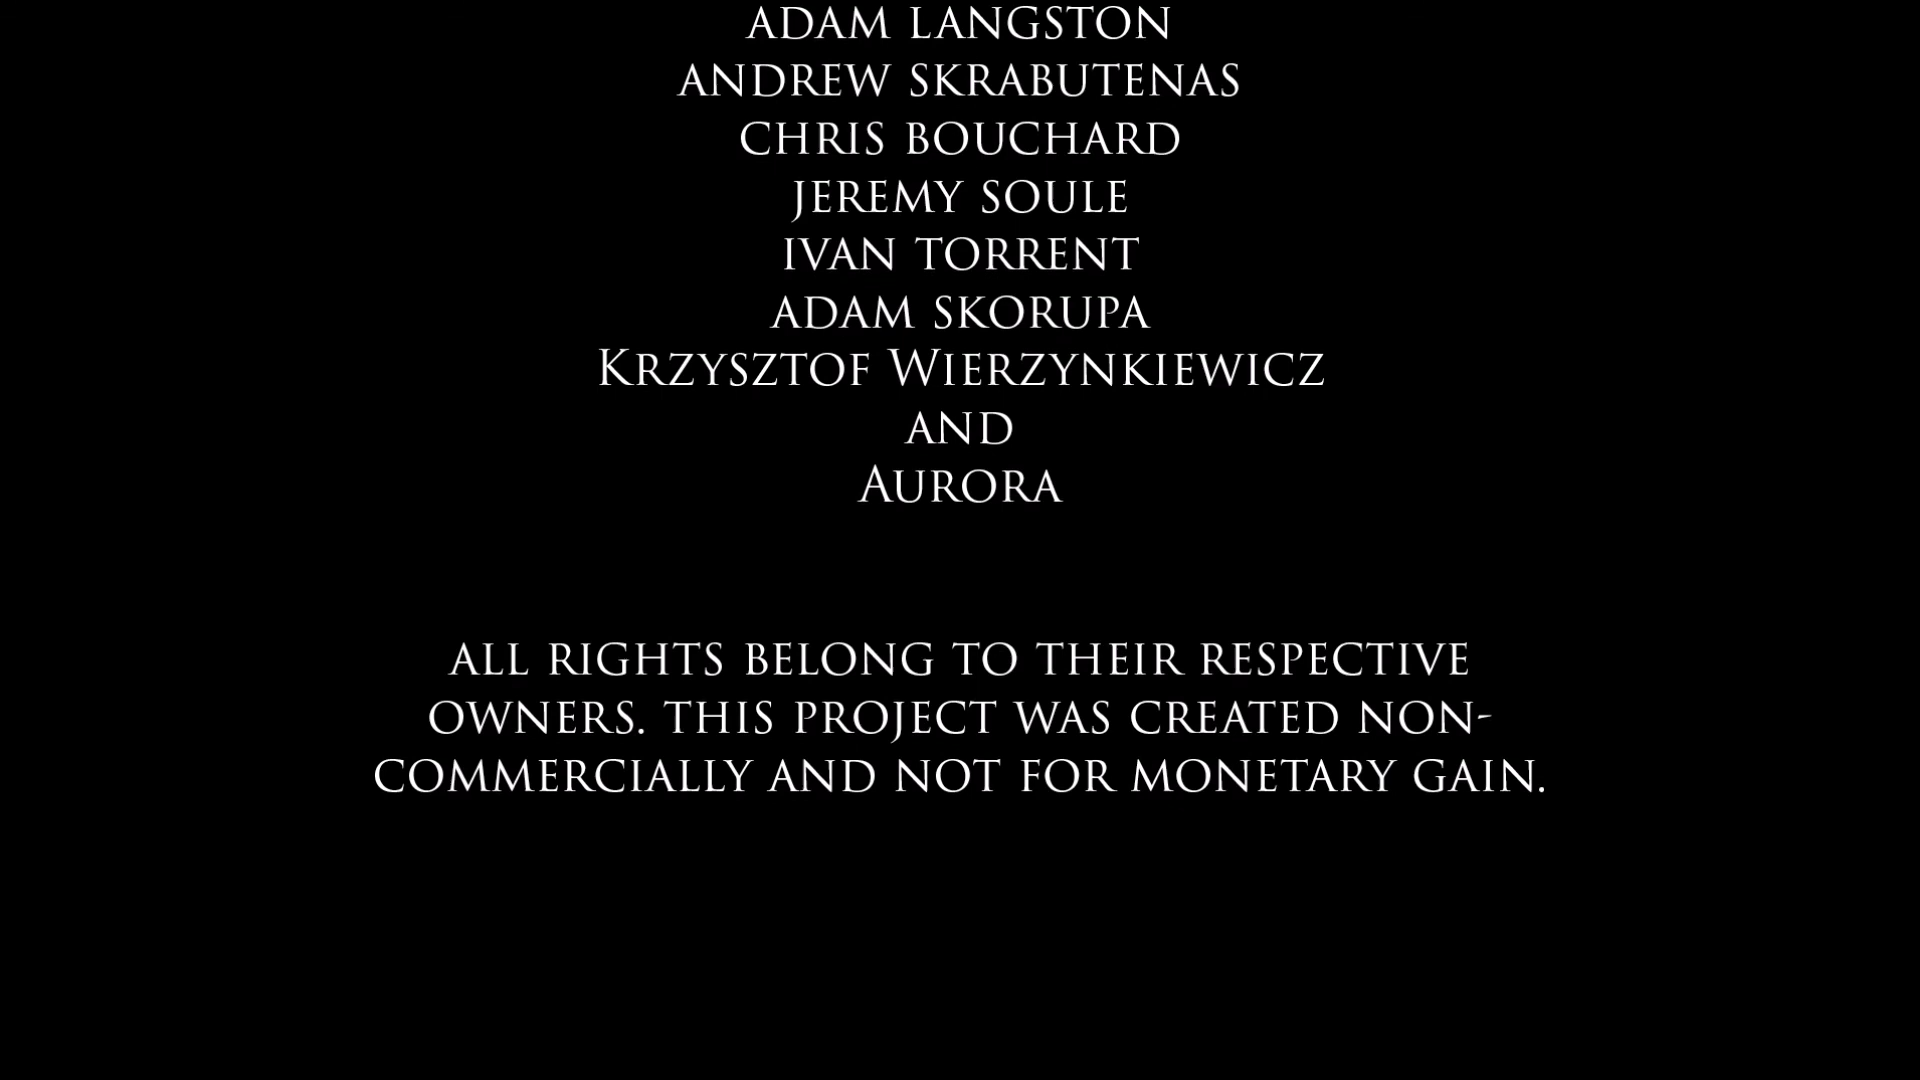 ADAM LANGSTON
ANDREW SKRABUTENAS
CHRIS BOUCHARD
JEREMY SOULE
IVAN TORRENT
ADAM SKORUPA
KRZYSZTOF WIERZYNKIEWICZ
AND
AURORA
ALL RIGHTS BELONG TO THEIR RESPECTIVE
OWNERS. THIS PROJECT WAS CREATED NON-
COMMERCIALLY AND NOT FOR MONETARY GAIN.